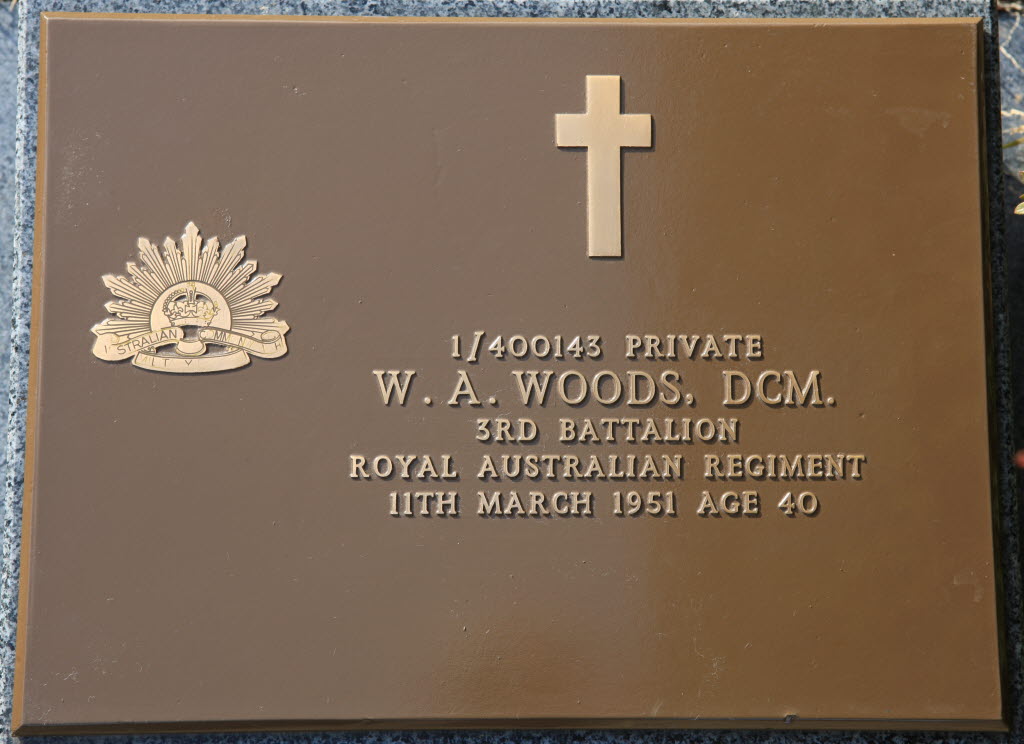 1/400143 PRIVATE
W. A. WOODS, DCM.
3RD BATTALION
ROYAL AUSTRALIAN REGIMENT
11TH MARCH 1951 AGE 40